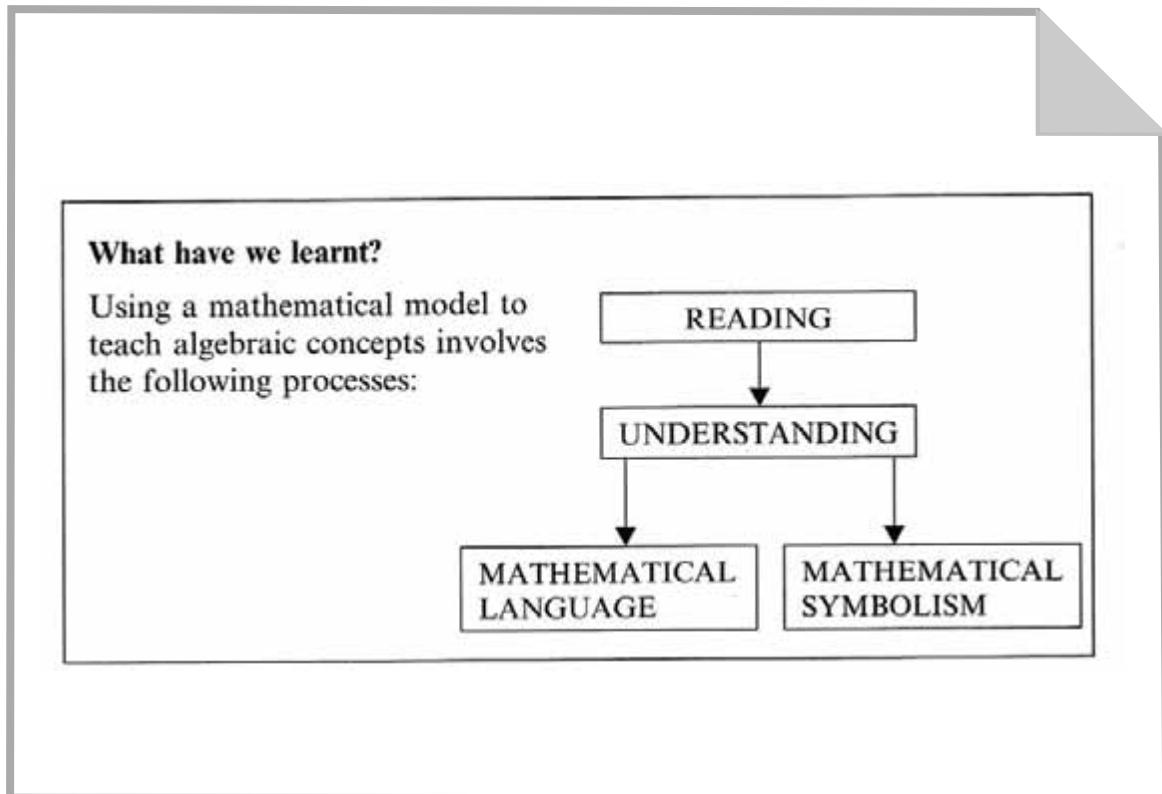 What have we learnt?
Using a mathematical model to
teach algebraic concepts involves
the following processes:
READING
UNDERSTANDING
MATHEMATICAL
LANGUAGE
MATHEMATICAL
SYMBOLISM